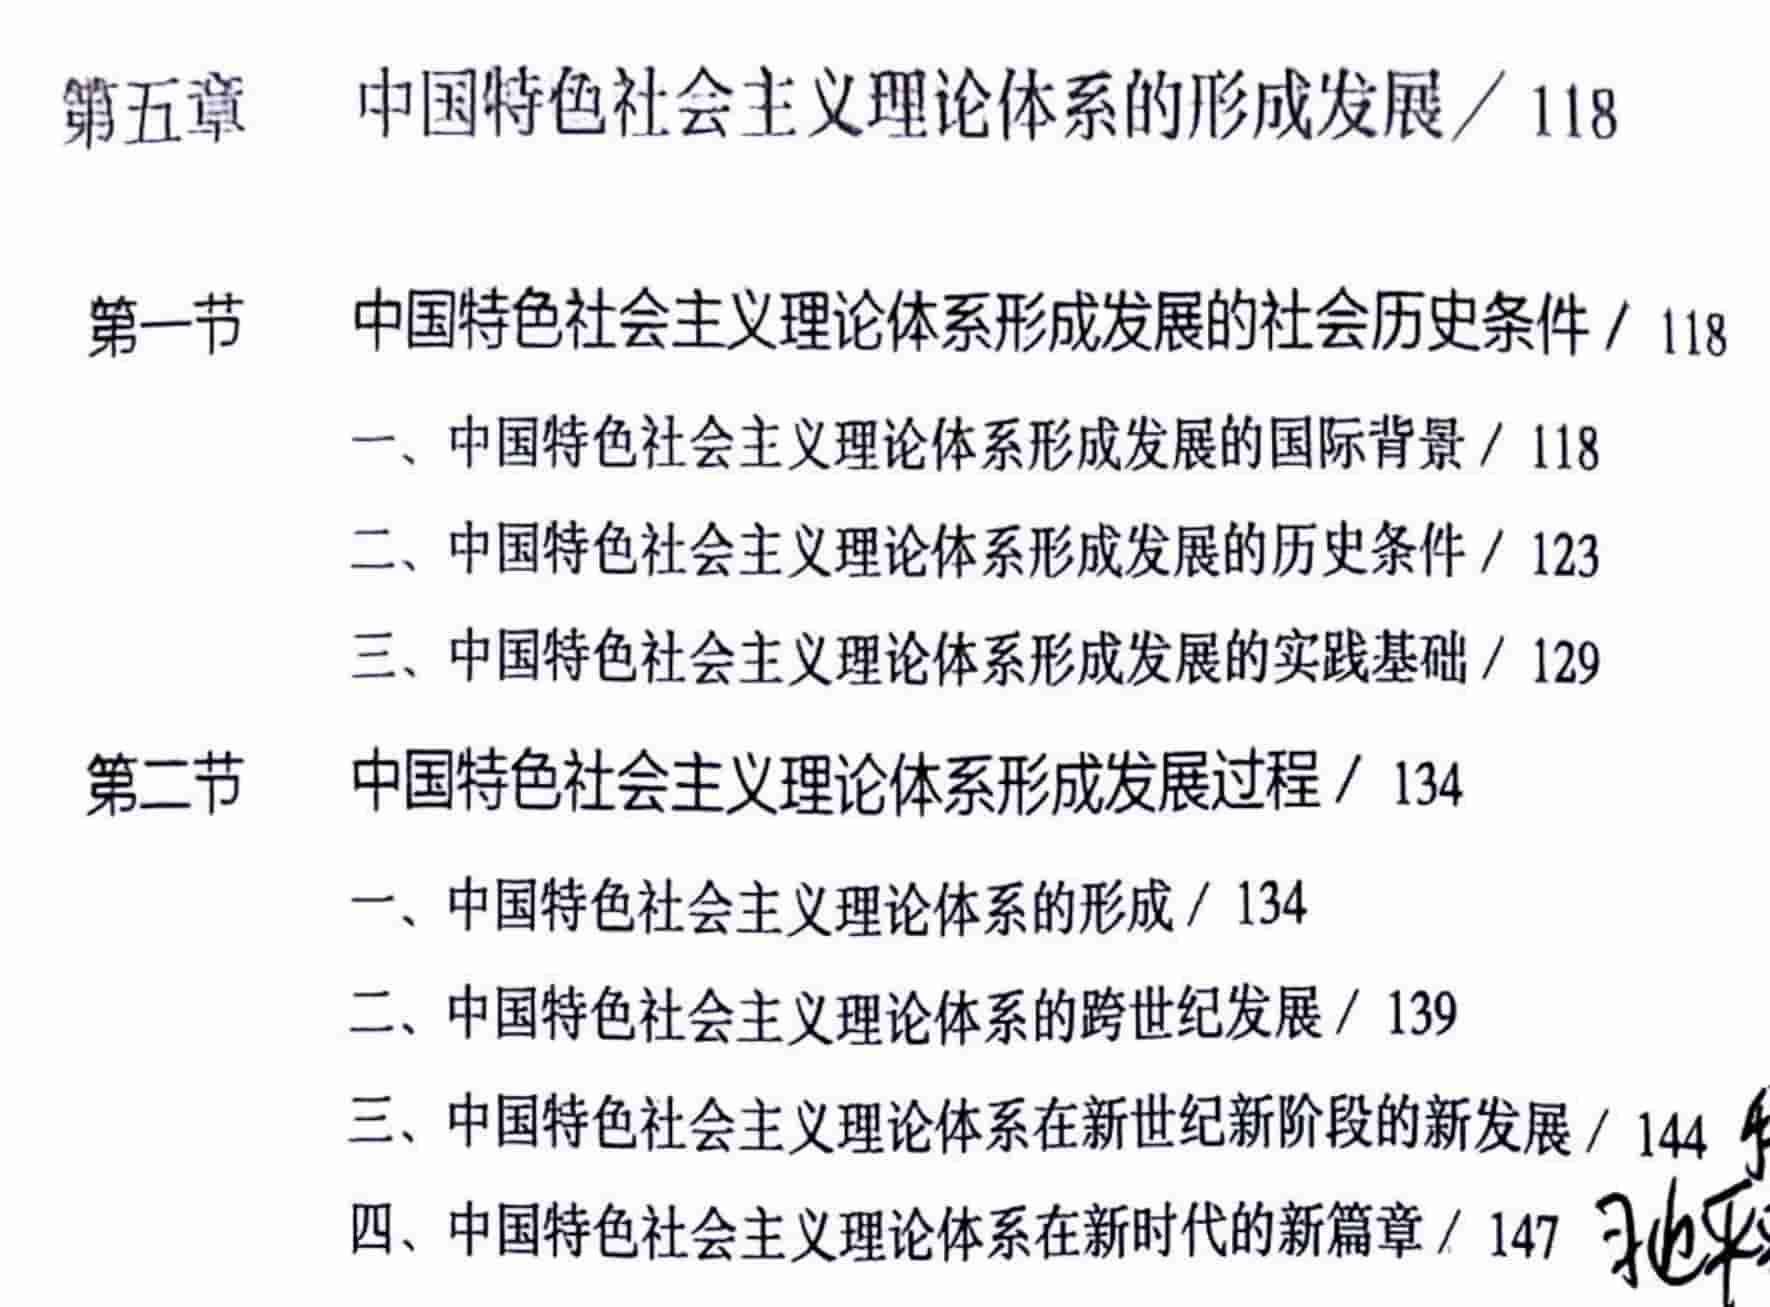 第五章 中国特色社会主义理论体系的形成发展/ 118
第一节 中国特色社会主义理论体系形成发展的社会历史条件/ 118
一、中国特色社会主义理论体系形成发展的国际背景/ 118
二、中国特色社会主义理论体系形成发展的历史条件/ 123
三、中国特色社会主义理论体系形成发展的实践基础/ 129
第二节 中国特色社会主义理论体系形成发展过程/ 134
一、中国特色社会主义理论体系的形成/ 134
二、中国特色社会主义理论体系的跨世纪发展/ 139
三、中国特色社会主义理论体系在新世纪新阶段的新发展/ 144
四、中国特色社会主义理论体系在新时代的新篇章/ 147